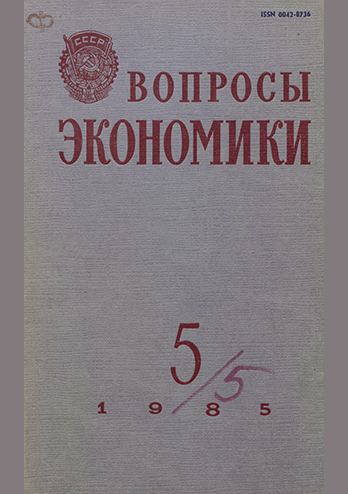 ISSN 0042-8736
СССР
ВОПРОСЫ
ЭКОНОМИКИ
5/5
1985